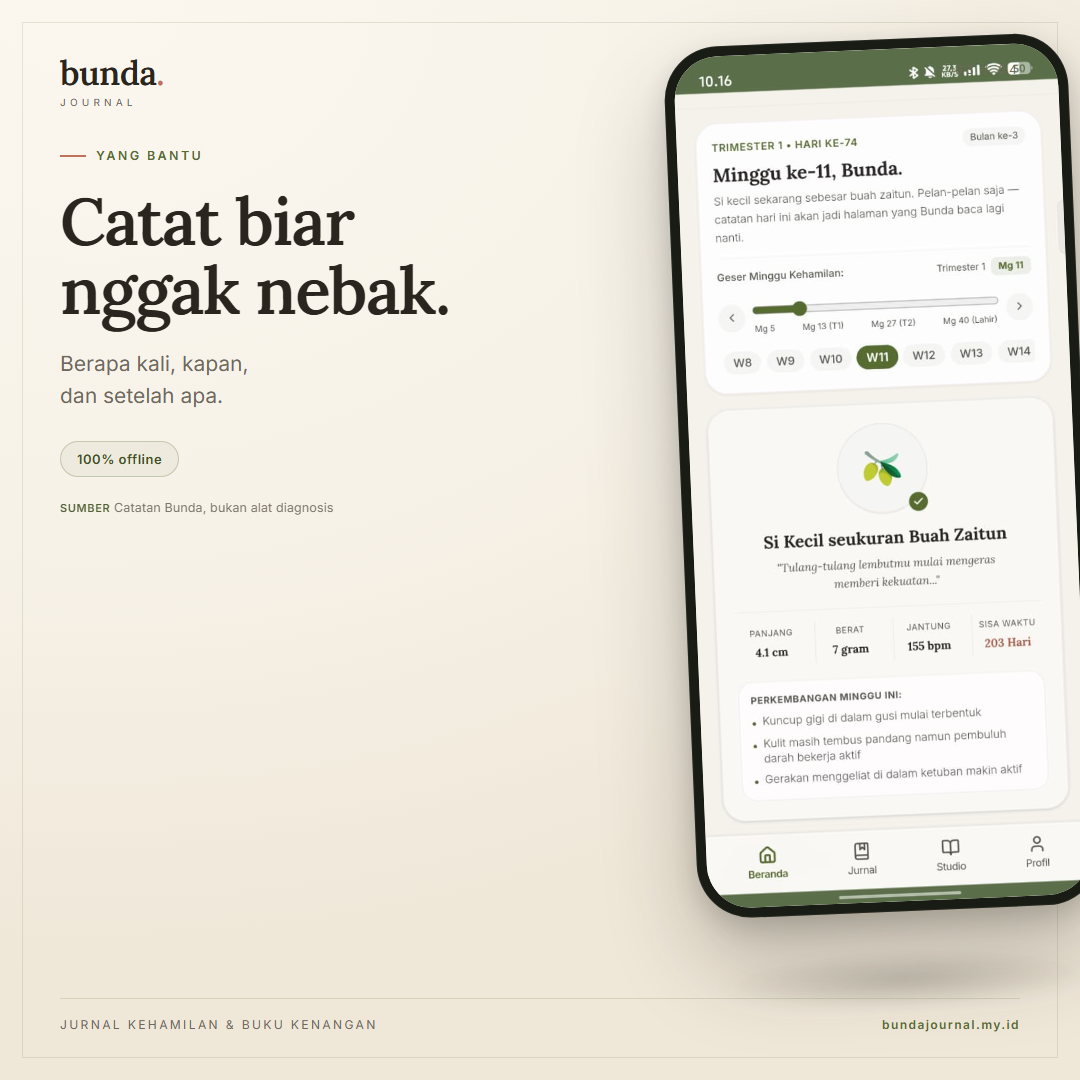 bunda.
JOURNAL
YANG BANTU
Catat biar
nggak nebak.
Berapa kali, kapan,
dan setelah apa.
100% offline
SUMBER Catatan Bunda, bukan alat diagnosis
10.16
27,3
KB/S
50
TRIMESTER 1 • HARI KE-74
Bulan ke-3
Minggu ke-11, Bunda.
Si kecil sekarang sebesar buah zaitun. Pelan-pelan saja —
catatan hari ini akan jadi halaman yang Bunda baca lagi
nanti.
Geser Minggu Kehamilan:
Trimester 1 Mg 11
Mg 5 Mg 13 (T1) Mg 27 (T2) Mg 40 (Lahir)
W8 W9 W10 W11 W12 W13 W14
Si Kecil seukuran Buah Zaitun
"Tulang-tulang lembutmu mulai mengeras
memberi kekuatan..."
PANJANG BERAT JANTUNG SISA WAKTU
4.1 cm 7 gram 155 bpm 203 Hari
PERKEMBANGAN MINGGU INI:
• Kuncup gigi di dalam gusi mulai terbentuk
• Kulit masih tembus pandang namun pembuluh
darah bekerja aktif
• Gerakan menggeliat di dalam ketuban makin aktif
Beranda Jurnal Studio Profil
JURNAL KEHAMILAN & BUKU KENANGAN
bundajournal.my.id